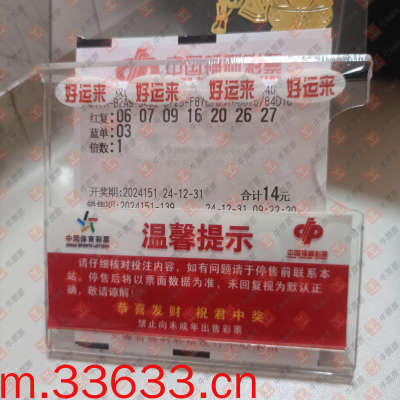 中国福利彩票
好运来 好运来 好运来 好运来
红复: 06 07 09 16 20 26 27
蓝单: 03
倍数: 1
开奖期: 2024151 24-12-31 合计14元
中国体育彩票 温馨提示 中国福利彩票
请仔细核对投注内容，如有问题请于停售前联系本
站，停售后将以票面数据为准，未回复视为默认正
确，敬请谅解!
恭喜发财 祝君中奖
禁止向未成年出售彩票
m.33633.cn